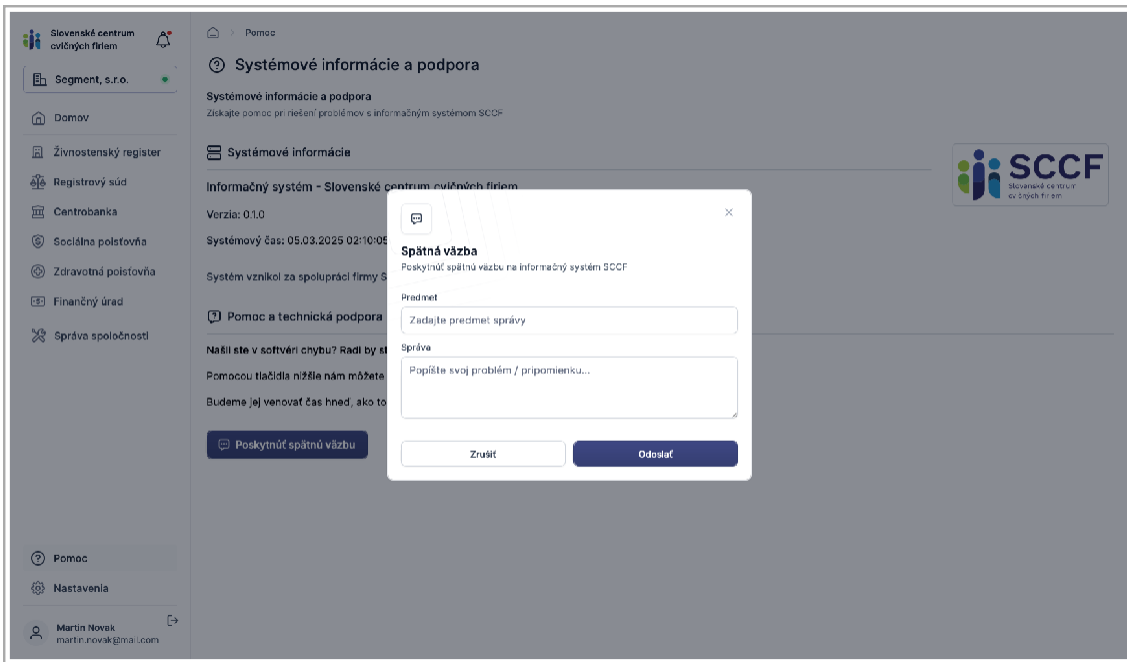 Slovenské centrum
cvičných firiem
Segment, s.r.o.
Domov
Živnostenský register
Registrový súd
Centrobanka
Sociálna poisťovňa
Zdravotná poisťovňa
Finančný úrad
Správa spoločnosti
Pomoc
Nastavenia
Martin Novak
martin.novak@mail.com
Pomoc
Systémové informácie a podpora
Systémové informácie a podpora
Získajte pomoc pri riešení problémov s informačným systémom SCCF
Systémové informácie
Informačný systém - Slovenské centrum cvičných firiem
Verzia: 0.1.0
Systémový čas: 05.03.2025 02:10:05
Systém vznikol za spolupráci firmy S
Pomoc a technická podpora
Našli ste v softvéri chybu? Radi by
Pomocou tlačidla nižšie nám môžete
Budeme jej venovať čas hneď, ako to
Poskytnúť spätnú väzbu
SCCF
Slovenské centrum
cvičných firiem
Spätná väzba
Poskytnúť spätnú väzbu na informačný systém SCCF
Predmet
Zadajte predmet správy
Správa
Popíšte svoj problém / pripomienku...
Zrušiť
Odoslať